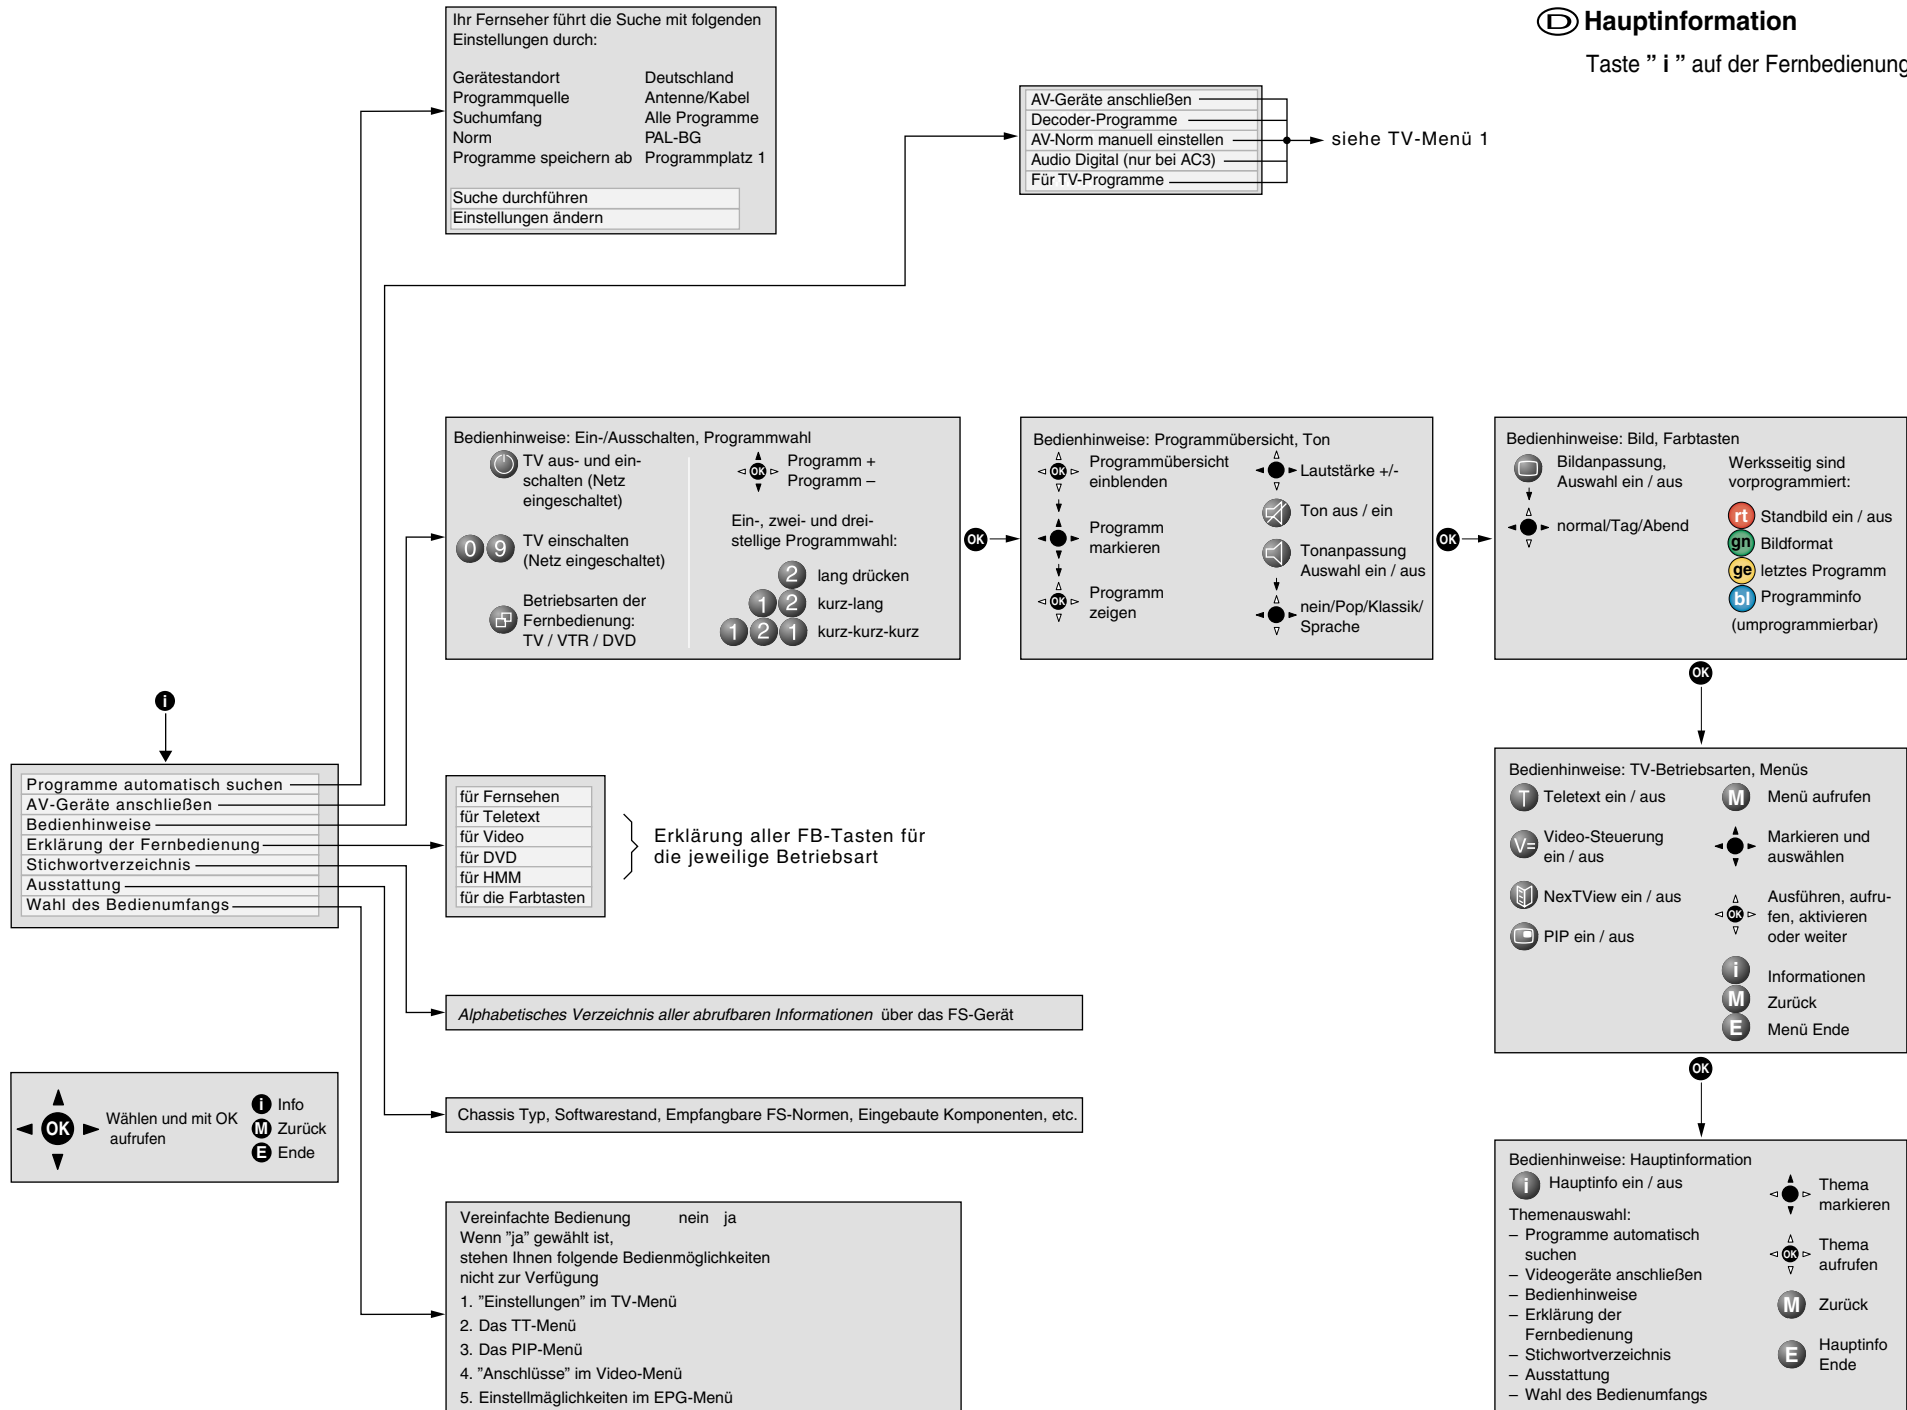 D Hauptinformation
Taste ” i ” auf der Fernbedienung
Ihr Fernseher führt die Suche mit folgenden
Einstellungen durch:
Gerätestandort Deutschland
Programmquelle Antenne/Kabel
Suchumfang Alle Programme
Norm PAL-BG
Programme speichern ab Programmplatz 1
Suche durchführen
Einstellungen ändern
AV-Geräte anschließen
Decoder-Programme
AV-Norm manuell einstellen
Audio Digital (nur bei AC3)
Für TV-Programme
siehe TV-Menü 1
Bedienhinweise: Ein-/Ausschalten, Programmwahl
TV aus- und ein-
schalten (Netz
eingeschaltet)
0 9 TV einschalten
(Netz eingeschaltet)
Betriebsarten der
Fernbedienung:
TV / VTR / DVD
OK Programm +
Programm –
Ein-, zwei- und drei-
stellige Programmwahl:
2 lang drücken
1 2 kurz-lang
1 2 1 kurz-kurz-kurz
OK
Bedienhinweise: Programmübersicht, Ton
OK Programmübersicht
einblenden
Programm
markieren
OK Programm
zeigen
Lautstärke +/-
Ton aus / ein
Tonanpassung
Auswahl ein / aus
nein/Pop/Klassik/
Sprache
OK
Bedienhinweise: Bild, Farbtasten
Bildanpassung,
Auswahl ein / aus
normal/Tag/Abend
Werksseitig sind
vorprogrammiert:
rt Standbild ein / aus
gn Bildformat
ge letztes Programm
bl Programminfo
(umprogrammierbar)
OK
i
Programme automatisch suchen
AV-Geräte anschließen
Bedienhinweise
Erklärung der Fernbedienung
Stichwortverzeichnis
Ausstattung
Wahl des Bedienumfangs
für Fernsehen
für Teletext
für Video
für DVD
für HMM
für die Farbtasten
Erklärung aller FB-Tasten für
die jeweilige Betriebsart
Bedienhinweise: TV-Betriebsarten, Menüs
T Teletext ein / aus
V= Video-Steuerung
ein / aus
NexTView ein / aus
PIP ein / aus
M Menü aufrufen
Markieren und
auswählen
OK Ausführen, aufru-
fen, aktivieren
oder weiter
i Informationen
M Zurück
E Menü Ende
OK
Alphabetisches Verzeichnis aller abrufbaren Informationen über das FS-Gerät
OK Wählen und mit OK
aufrufen
i Info
M Zurück
E Ende
Chassis Typ, Softwarestand, Empfangbare FS-Normen, Eingebaute Komponenten, etc.
Vereinfachte Bedienung nein ja
Wenn ”ja” gewählt ist,
stehen Ihnen folgende Bedienmöglichkeiten
nicht zur Verfügung
1. ”Einstellungen” im TV-Menü
2. Das TT-Menü
3. Das PIP-Menü
4. ”Anschlüsse” im Video-Menü
5. Einstellmäglichkeiten im EPG-Menü
Bedienhinweise: Hauptinformation
i Hauptinfo ein / aus
Themenauswahl:
– Programme automatisch
suchen
– Videogeräte anschließen
– Bedienhinweise
– Erklärung der
Fernbedienung
– Stichwortverzeichnis
– Ausstattung
– Wahl des Bedienumfangs
Thema
markieren
OK Thema
aufrufen
M Zurück
E Hauptinfo
Ende